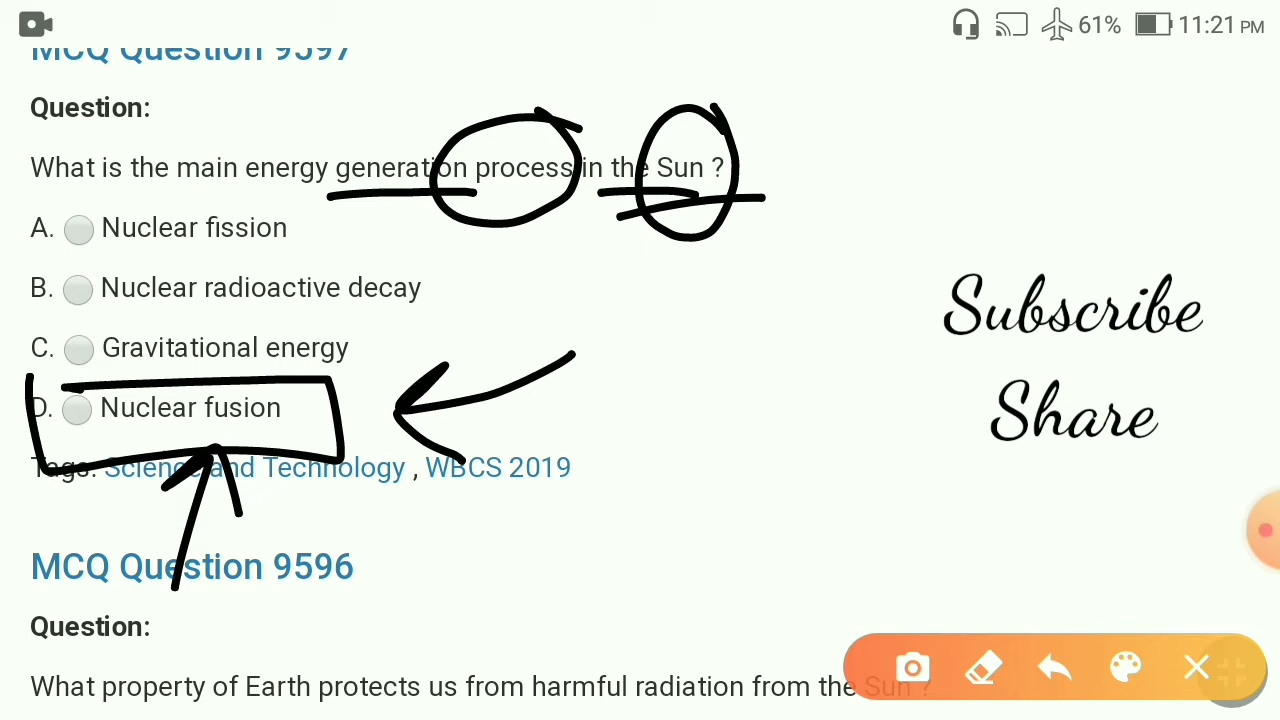 61% 11:21 PM
MCQ Question 9597
Question:
What is the main energy generation process in the Sun ?
A. Nuclear fission
B. Nuclear radioactive decay
C. Gravitational energy
D. Nuclear fusion
Tags: Science and Technology , WBCS 2019
Subscribe
Share
MCQ Question 9596
Question:
What property of Earth protects us from harmful radiation from the Sun ?